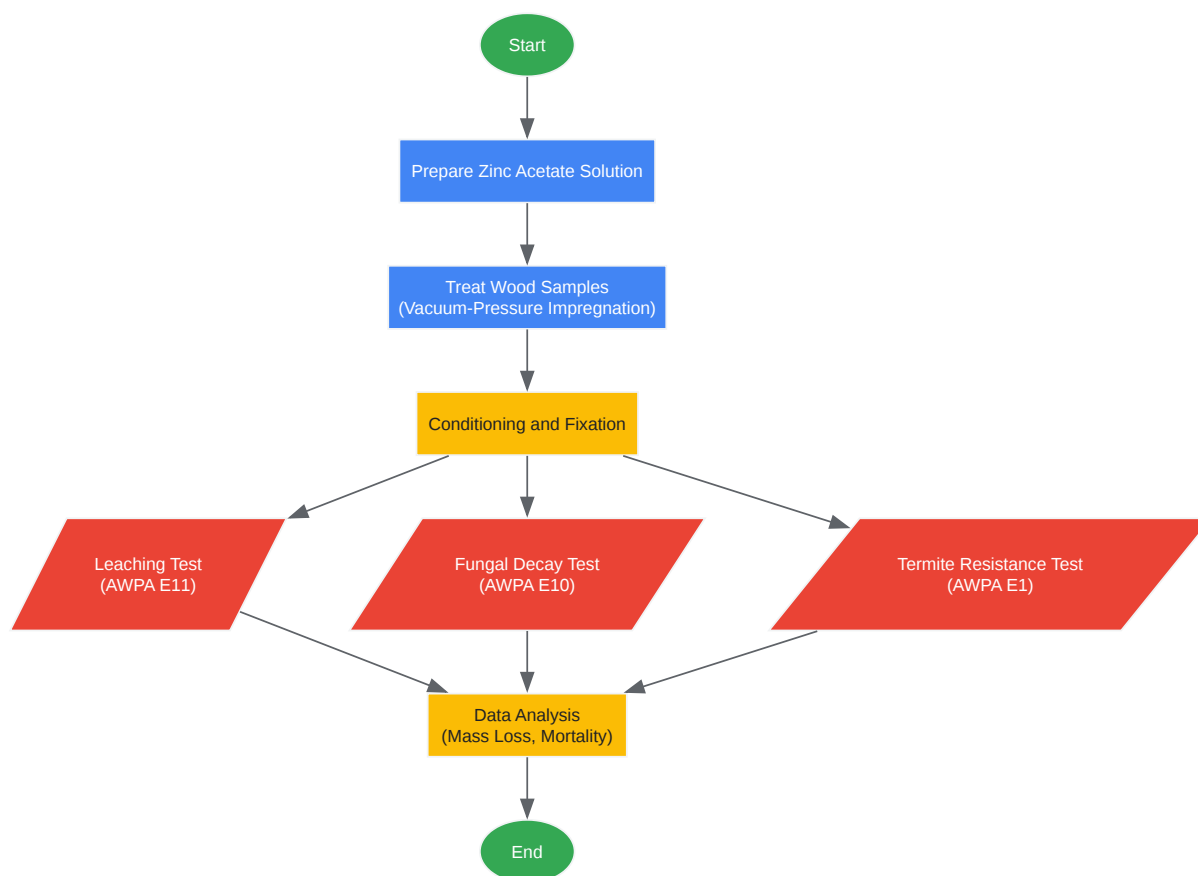 Start
Prepare Zinc Acetate Solution
Treat Wood Samples
(Vacuum-Pressure Impregnation)
Conditioning and Fixation
Leaching Test
(AWPA E11)
Fungal Decay Test
(AWPA E10)
Termite Resistance Test
(AWPA E1)
Data Analysis
(Mass Loss, Mortality)
End